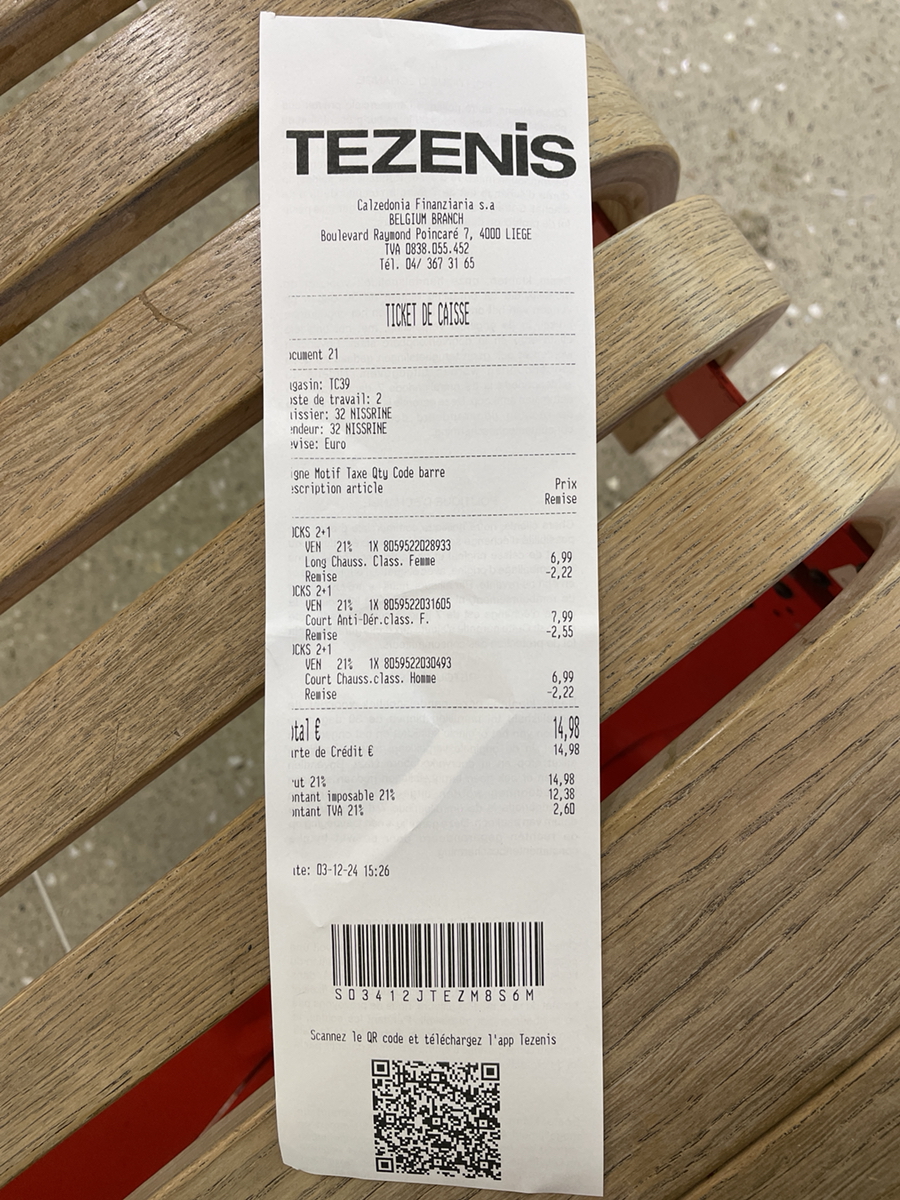 TEZENIS
Calzedonia Finanziaria s.a
BELGIUM BRANCH
Boulevard Raymond Poincaré 7, 4000 LIEGE
TVA 0838.055.452
Tél. 04/ 367 31 65
TICKET DE CAISSE
ocument 21
agasin: TC39
oste de travail: 2
aissier: 32 NISSRINE
endeur: 32 NISSRINE
evise: Euro
igne Motif Taxe Qty Code barre
escription article Prix
Remise
OCKS 2+1
VEN 21% 1X 8059522028933
Long Chauss. Class. Femme 6,99
Remise -2,22
OCKS 2+1
VEN 21% 1X 8059522031605
Court Anti-Dér.class. F. 7,99
Remise -2,55
OCKS 2+1
VEN 21% 1X 8059522030493
Court Chauss.class. Homme 6,99
Remise -2,22
otal € 14,98
arte de Crédit € 14,98
rut 21% 14,98
ontant imposable 21% 12,38
ontant TVA 21% 2,60
ate: 03-12-24 15:26
S03412JTEZM8S6M
Scannez le QR code et téléchargez l'app Tezenis